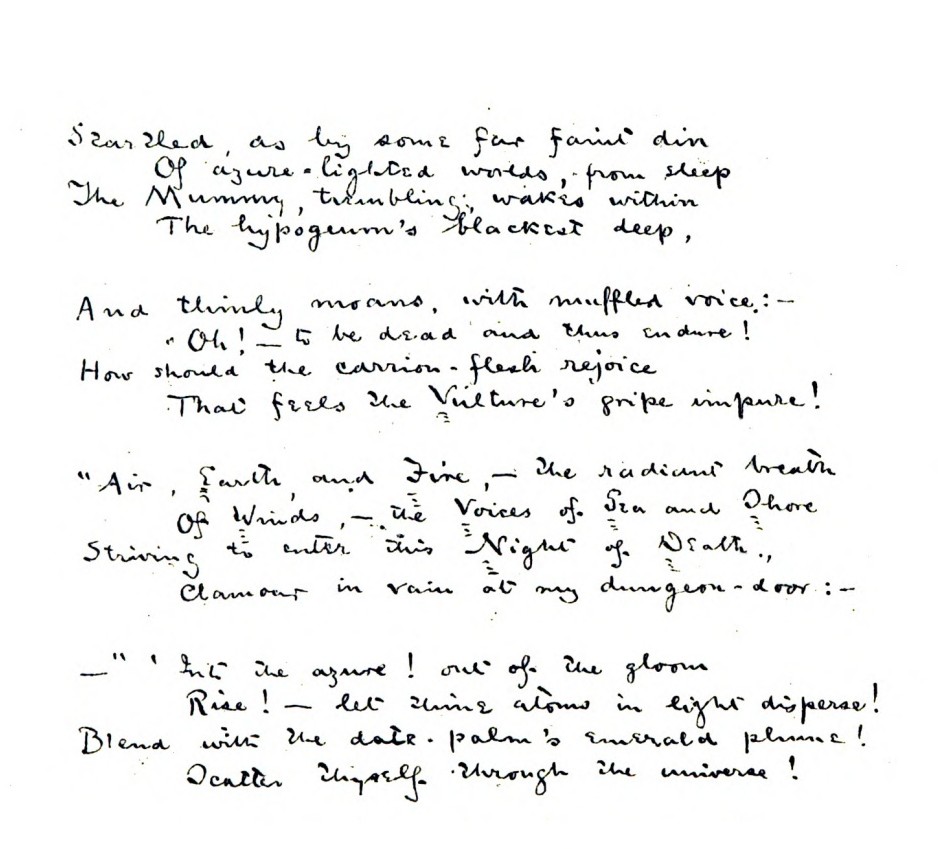 Startled, as by some far faint din
Of azure-lighted worlds, from sleep
The Mummy, trembling, wakes within
The hypogeum's blackest deep,
And thinly moans, with muffled voice:—
"Oh!— to be dead and thus endure!
How should the carrion-flesh rejoice
That feels the Vulture's gripe impure!
"Air, Earth, and Fire,— the radiant breath
Of Winds,— the Voices of Sea and Shore
Striving to enter this Night of Death,
Clamour in vain at my dungeon-door:—
—" ' Into the azure! out of the gloom
Rise!— let thine atoms in light disperse!
Blend with the date-palm's emerald plume!
Scatter thyself through the universe!